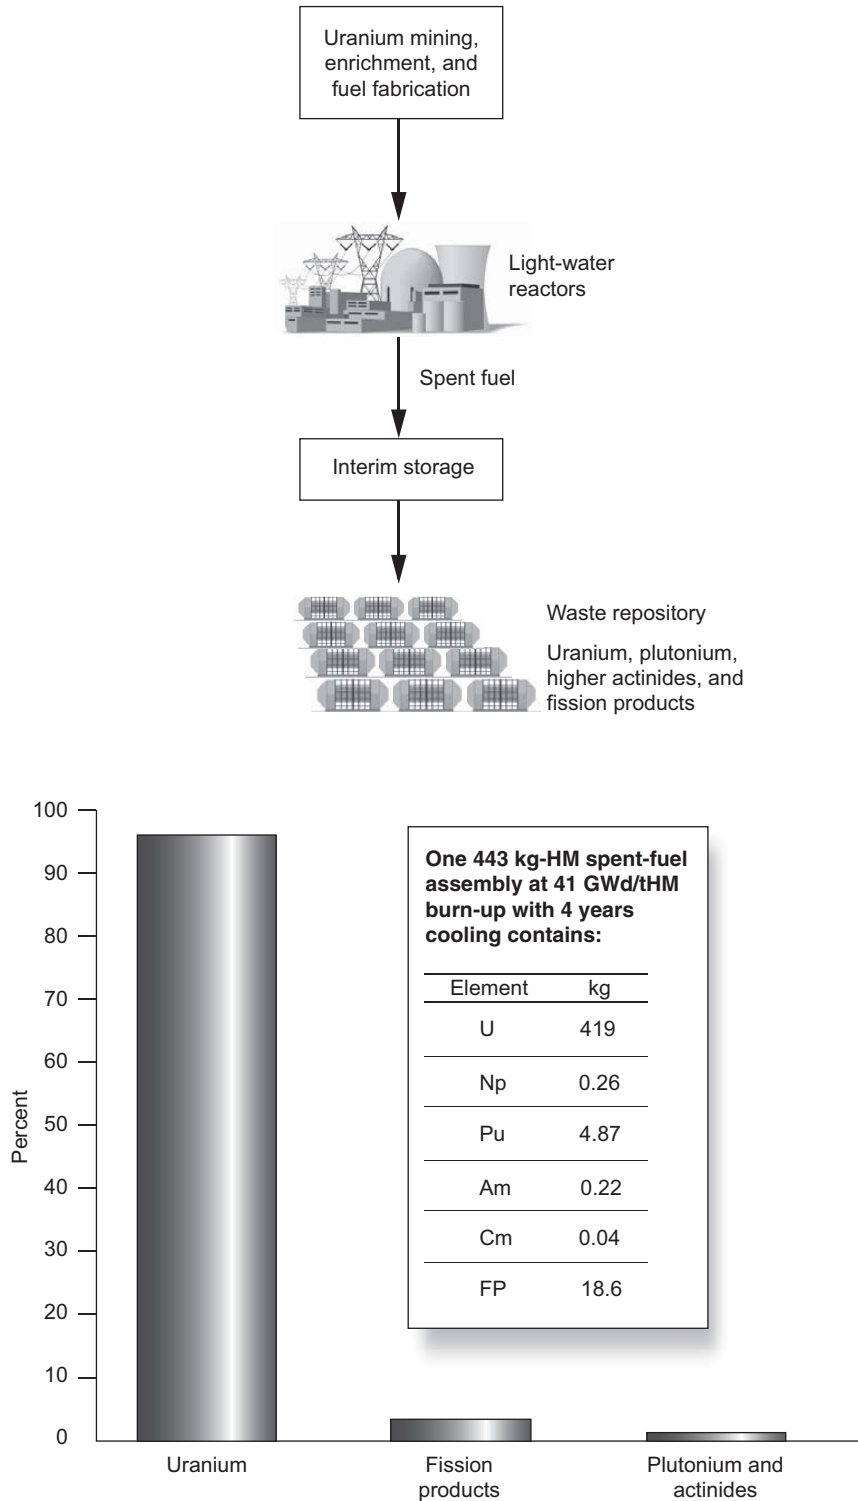 Uranium mining,
enrichment, and
fuel fabrication
Light-water
reactors
Spent fuel
Interim storage
Waste repository
Uranium, plutonium,
higher actinides, and
fission products
100
90
80
70
60
50
40
30
20
10
0
Percent
One 443 kg-HM spent-fuel
assembly at 41 GWd/tHM
burn-up with 4 years
cooling contains:
Element kg
U 419
Np 0.26
Pu 4.87
Am 0.22
Cm 0.04
FP 18.6
Uranium
Fission
products
Plutonium and
actinides